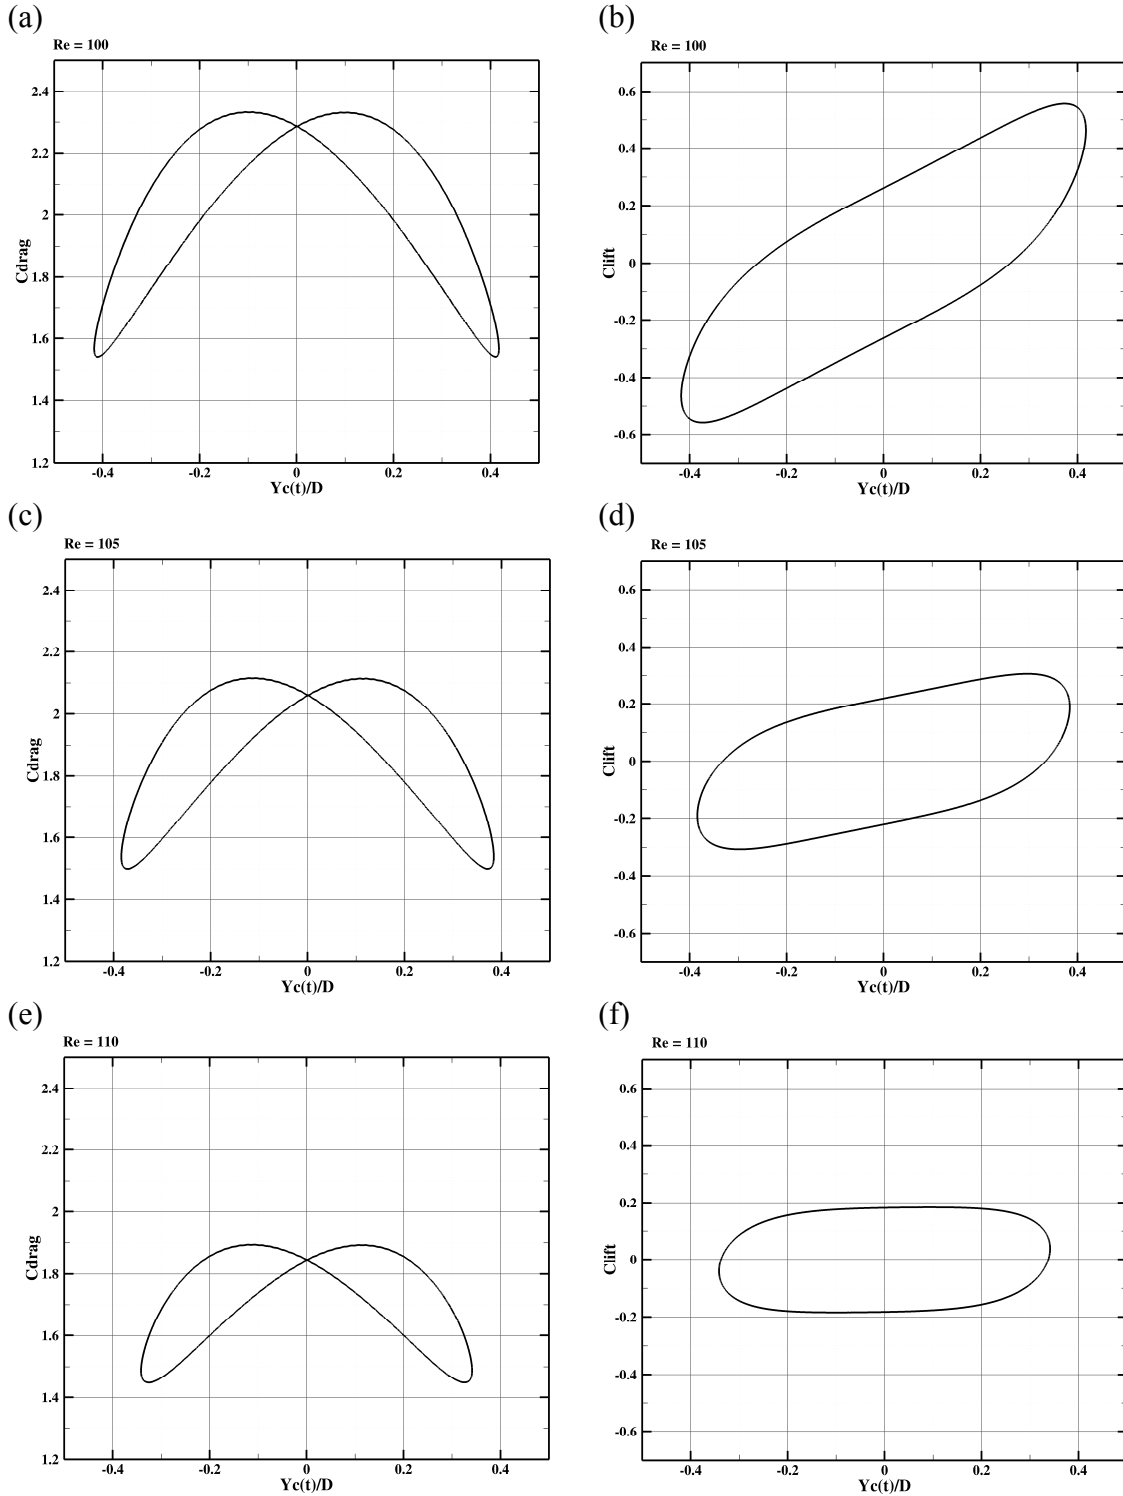 (a)
Re = 100
2.4
2.2
2
1.8
1.6
1.4
1.2
Cdrag
-0.4 -0.2 0 0.2 0.4
Yc(t)/D
(b)
Re = 100
0.6
0.4
0.2
0
-0.2
-0.4
-0.6
Clift
-0.4 -0.2 0 0.2 0.4
Yc(t)/D
(c)
Re = 105
2.4
2.2
2
1.8
1.6
1.4
1.2
Cdrag
-0.4 -0.2 0 0.2 0.4
Yc(t)/D
(d)
Re = 105
0.6
0.4
0.2
0
-0.2
-0.4
-0.6
Clift
-0.4 -0.2 0 0.2 0.4
Yc(t)/D
(e)
Re = 110
2.4
2.2
2
1.8
1.6
1.4
1.2
Cdrag
-0.4 -0.2 0 0.2 0.4
Yc(t)/D
(f)
Re = 110
0.6
0.4
0.2
0
-0.2
-0.4
-0.6
Clift
-0.4 -0.2 0 0.2 0.4
Yc(t)/D